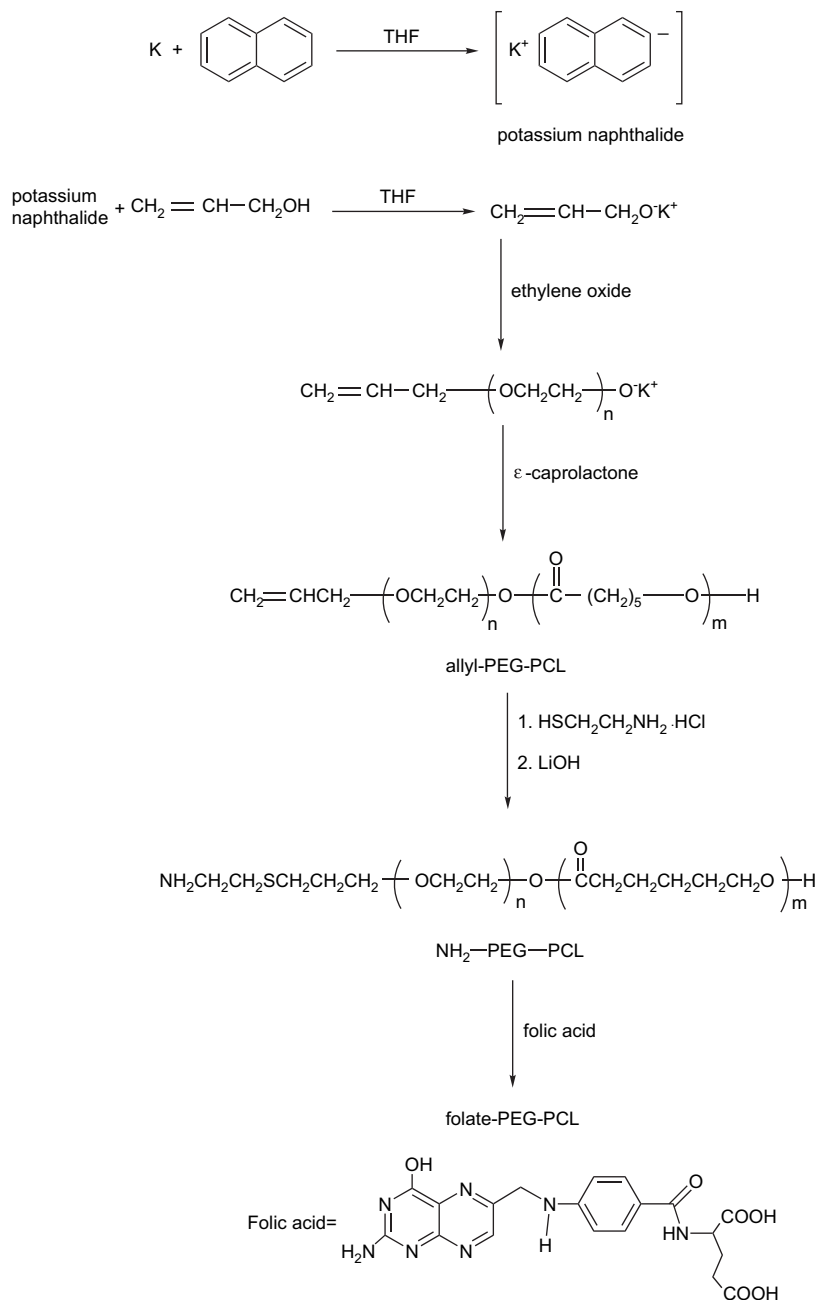 K + THF K⁺ –
potassium naphthalide
potassium
naphthalide + CH₂=CH–CH₂OH THF CH₂=CH–CH₂O⁻K⁺
ethylene oxide
CH₂=CH–CH₂—(OCH₂CH₂)ₙ–O⁻K⁺
ε-caprolactone
CH₂=CHCH₂—(OCH₂CH₂)ₙ–O–(C(=O)–(CH₂)₅—O)ₘ–H
allyl-PEG-PCL
1. HSCH₂CH₂NH₂·HCl
2. LiOH
NH₂CH₂CH₂SCH₂CH₂CH₂–(OCH₂CH₂)ₙ–O–(C(=O)CH₂CH₂CH₂CH₂CH₂O)ₘ–H
NH₂—PEG—PCL
folic acid
folate-PEG-PCL
OH
N N O
Folic acid= N COOH
H₂N N N H HN
COOH